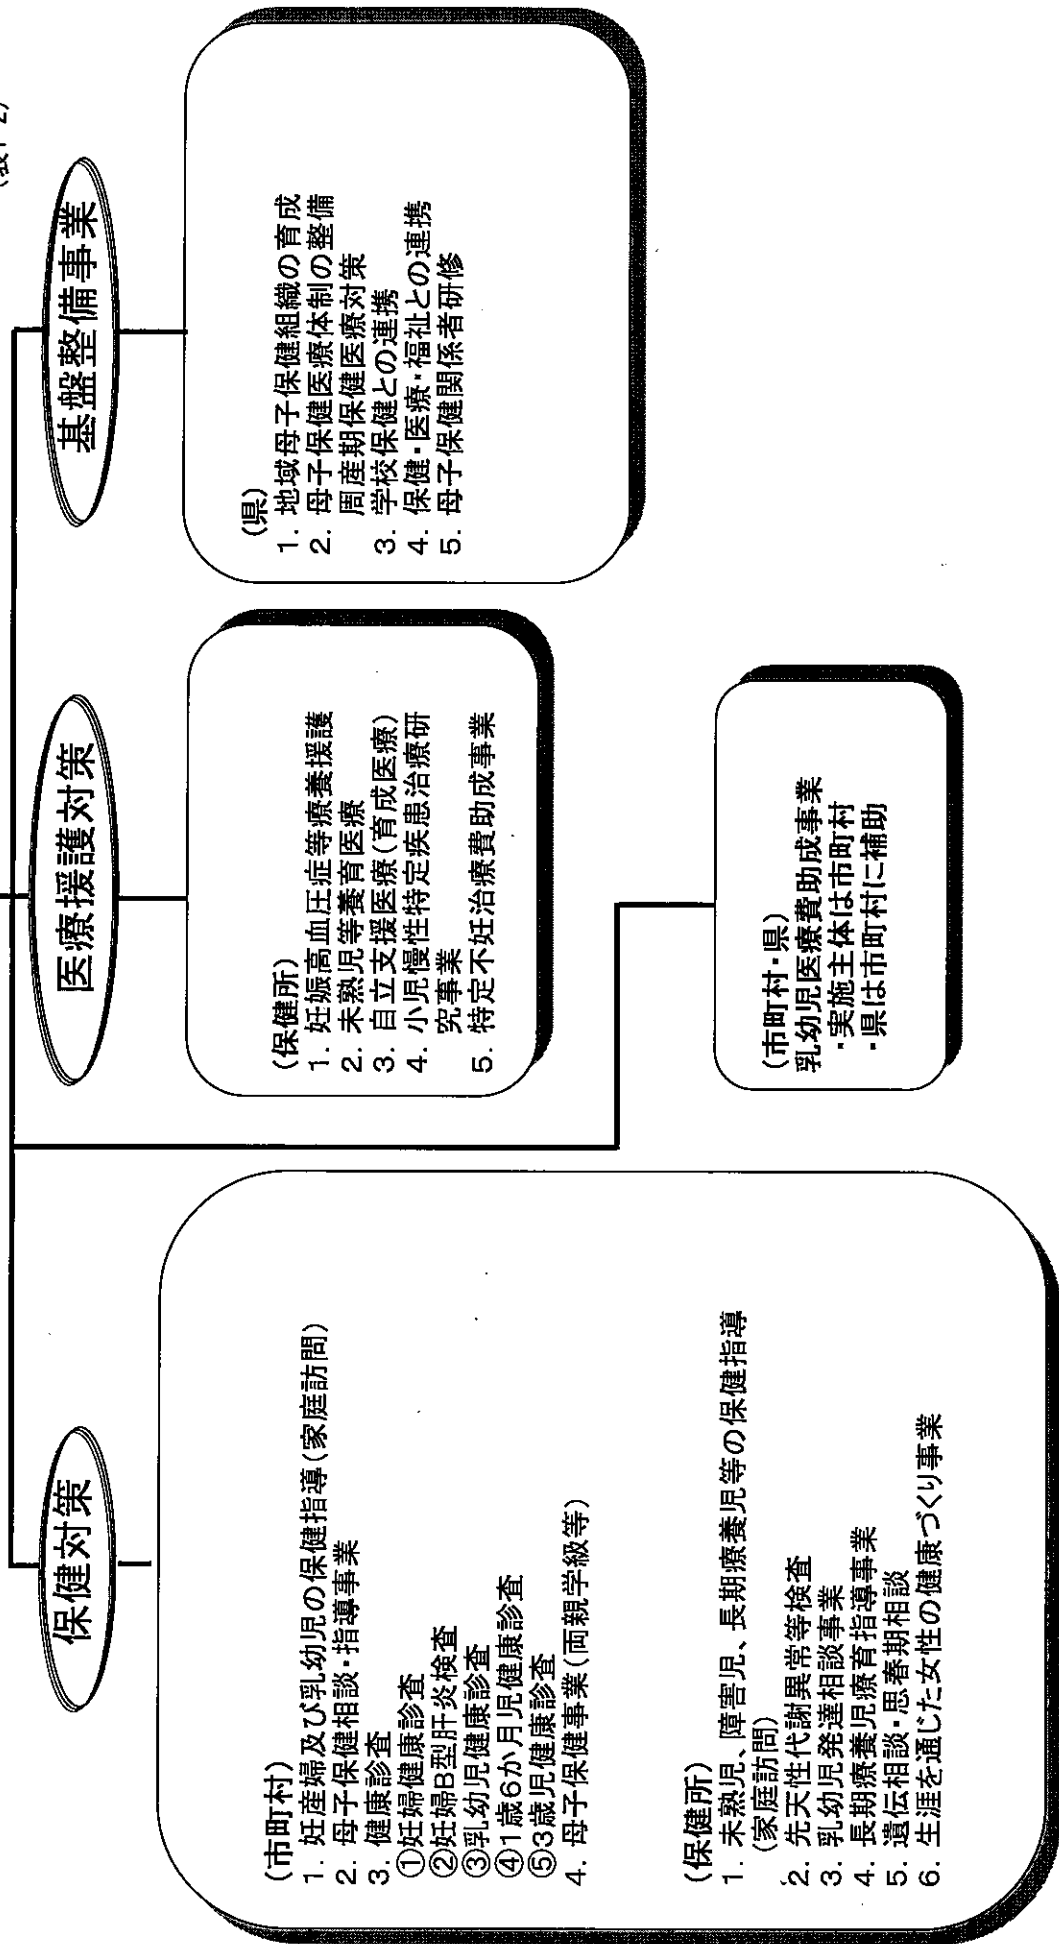 (表1-2)
保健対策
(市町村)
1. 妊産婦及び乳幼児の保健指導(家庭訪問)
2. 母子保健相談・指導事業
3. 健康診査
①妊婦健康診査
②妊婦B型肝炎検査
③乳幼児健康診査
④1歳6か月児健康診査
⑤3歳児健康診査
4. 母子保健事業(両親学級等)
(保健所)
1. 未熟児、障害児、長期療養児等の保健指導
(家庭訪問)
2. 先天性代謝異常等検査
3. 乳幼児発達相談事業
4. 長期療養児療育指導事業
5. 遺伝相談・思春期相談
6. 生涯を通じた女性の健康づくり事業
医療援護対策
(保健所)
1. 妊娠高血圧症等療養援護
2. 未熟児等養育医療
3. 自立支援医療(育成医療)
4. 小児慢性特定疾患治療研
究事業
5. 特定不妊治療費助成事業
(市町村・県)
乳幼児医療費助成事業
・実施主体は市町村
・県は市町村に補助
基盤整備事業
(県)
1. 地域母子保健組織の育成
2. 母子保健医療体制の整備
周産期保健医療対策
3. 学校保健との連携
4. 保健・医療・福祉との連携
5. 母子保健関係者研修